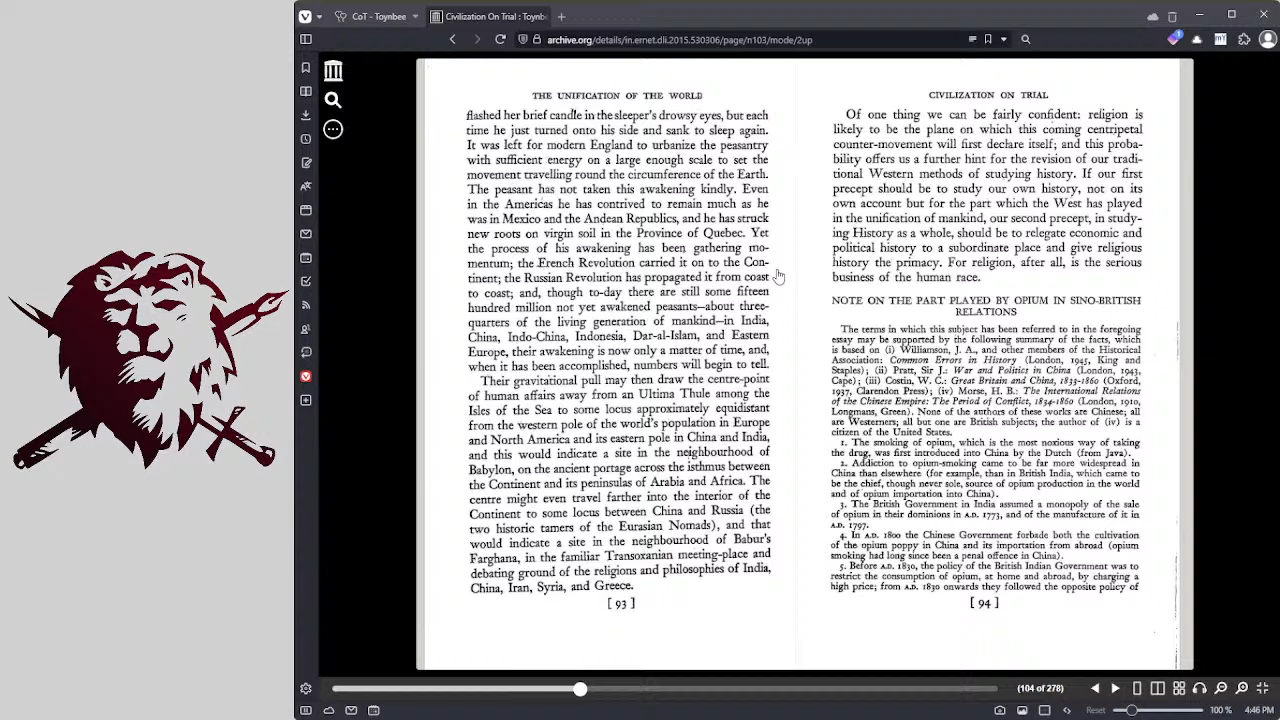 CoT - Toynbee
Civilization On Trial : Toynb
archive.org/details/in.ernet.dli.2015.530306/page/n103/mode/2up
THE UNIFICATION OF THE WORLD
flashed her brief candle in the sleeper's drowsy eyes, but each
time he just turned onto his side and sank to sleep again.
It was left for modern England to urbanize the peasantry
with sufficient energy on a large enough scale to set the
movement travelling round the circumference of the Earth.
The peasant has not taken this awakening kindly. Even
in the Americas he has contrived to remain much as he
was in Mexico and the Andean Republics, and he has struck
new roots on virgin soil in the Province of Quebec. Yet
the process of his awakening has been gathering mo-
mentum; the French Revolution carried it on to the Con-
tinent; the Russian Revolution has propagated it from coast
to coast; and, though to-day there are still some fifteen
hundred million not yet awakened peasants—about three-
quarters of the living generation of mankind—in India,
China, Indo-China, Indonesia, Dar-al-Islam, and Eastern
Europe, their awakening is now only a matter of time, and,
when it has been accomplished, numbers will begin to tell.
Their gravitational pull may then draw the centre-point
of human affairs away from an Ultima Thule among the
Isles of the Sea to some locus approximately equidistant
from the western pole of the world's population in Europe
and North America and its eastern pole in China and India,
and this would indicate a site in the neighbourhood of
Babylon, on the ancient portage across the isthmus between
the Continent and its peninsulas of Arabia and Africa. The
centre might even travel farther into the interior of the
Continent to some locus between China and Russia (the
two historic tamers of the Eurasian Nomads), and that
would indicate a site in the neighbourhood of Babur's
Farghana, in the familiar Transoxanian meeting-place and
debating ground of the religions and philosophies of India,
China, Iran, Syria, and Greece.
[ 93 ]
CIVILIZATION ON TRIAL
Of one thing we can be fairly confident: religion is
likely to be the plane on which this coming centripetal
counter-movement will first declare itself; and this proba-
bility offers us a further hint for the revision of our tradi-
tional Western methods of studying history. If our first
precept should be to study our own history, not on its
own account but for the part which the West has played
in the unification of mankind, our second precept, in study-
ing History as a whole, should be to relegate economic and
political history to a subordinate place and give religious
history the primacy. For religion, after all, is the serious
business of the human race.
NOTE ON THE PART PLAYED BY OPIUM IN SINO-BRITISH
RELATIONS
The terms in which this subject has been referred to in the foregoing
essay may be supported by the following summary of the facts, which
is based on (i) Williamson, J. A., and other members of the Historical
Association: Common Errors in History (London, 1945, King and
Staples); (ii) Pratt, Sir J.: War and Politics in China (London, 1943,
Cape); (iii) Costin, W. C.: Great Britain and China, 1833-1860 (Oxford,
1937, Clarendon Press); (iv) Morse, H. B.: The International Relations
of the Chinese Empire: The Period of Conflict, 1834-1860 (London, 1910,
Longmans, Green). None of the authors of these works are Chinese; all
are Westerners; all but one are British subjects; the author of (iv) is a
citizen of the United States.
1. The smoking of opium, which is the most noxious way of taking
the drug, was first introduced into China by the Dutch (from Java).
2. Addiction to opium-smoking came to be far more widespread in
China than elsewhere (for example, than in British India, which came to
be the chief, though never sole, source of opium production in the world
and of opium importation into China).
3. The British Government in India assumed a monopoly of the sale
of opium in their dominions in A.D. 1773, and of the manufacture of it in
A.D. 1797.
4. In A.D. 1800 the Chinese Government forbade both the cultivation
of the opium poppy in China and its importation from abroad (opium
smoking had long since been a penal offence in China).
5. Before A.D. 1830, the policy of the British Indian Government was to
restrict the consumption of opium, at home and abroad, by charging a
high price; from A.D. 1830 onwards they followed the opposite policy of
[ 94 ]
(104 of 278)
Reset
100 %
4:46 PM